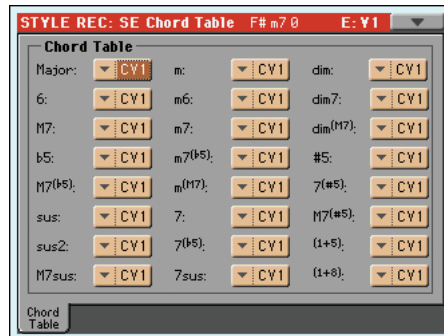 STYLE REC: SE Chord Table F# m7 0 E: V1
Chord Table
Major: CV1 m: CV1 dim: CV1
6: CV1 m6: CV1 dim7: CV1
M7: CV1 m7: CV1 dim(M7): CV1
♭5: CV1 m7(♭5): CV1 #5: CV1
M7(♭5): CV1 m(M7): CV1 7(#5): CV1
sus: CV1 7: CV1 M7(#5): CV1
sus2: CV1 7(♭5): CV1 (1+5): CV1
M7sus: CV1 7sus: CV1 (1+8): CV1
Chord
Table